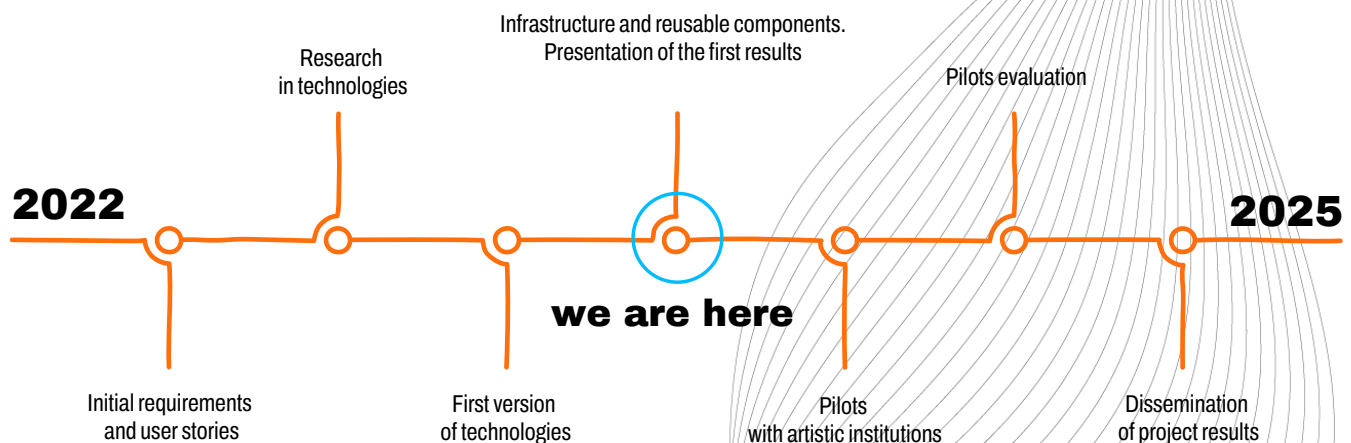 Infrastructure and reusable components.
Presentation of the first results
Research
in technologies
Pilots evaluation
2022
2025
we are here
Initial requirements
and user stories
First version
of technologies
Pilots
with artistic institutions
Dissemination
of project results